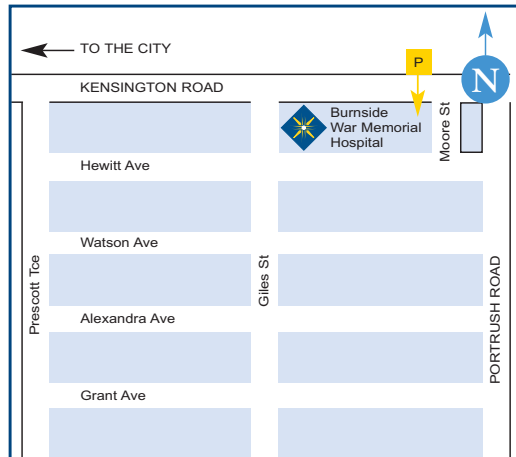 TO THE CITY
P
N
KENSINGTON ROAD
Burnside
War Memorial
Hospital
Moore St
Hewitt Ave
Watson Ave
Prescott Tce
Giles St
PORTRUSH ROAD
Alexandra Ave
Grant Ave